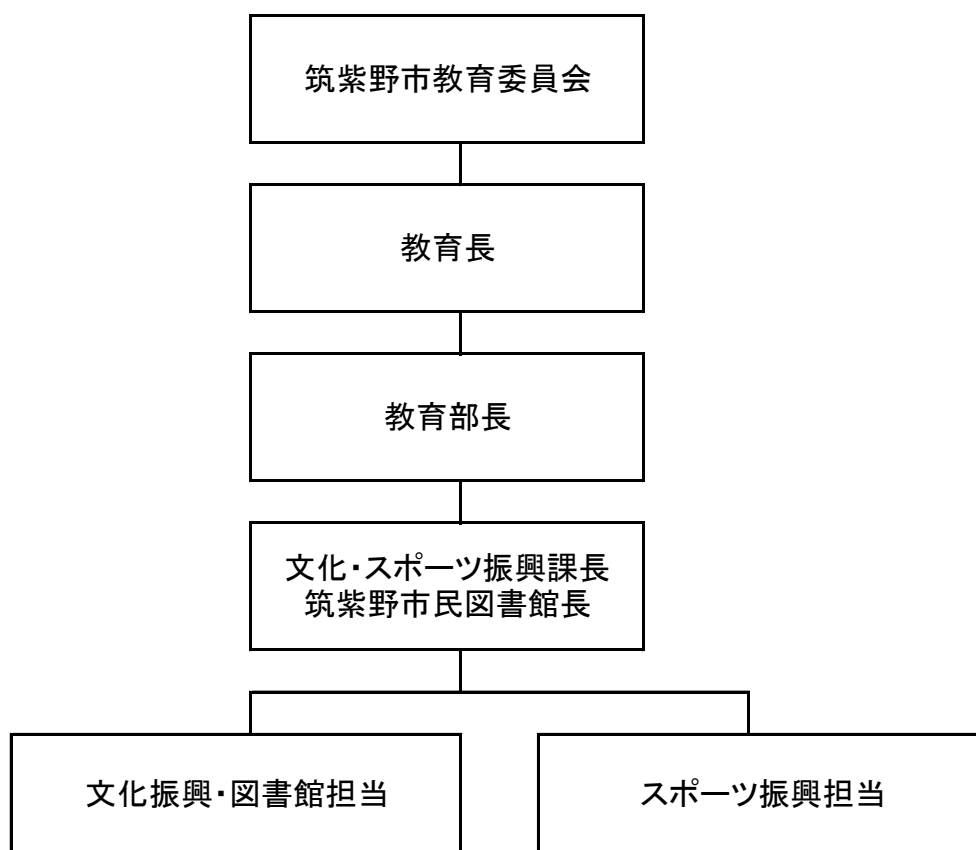 筑紫野市教育委員会
教育長
教育部長
文化・スポーツ振興課長
筑紫野市民図書館長
文化振興・図書館担当
スポーツ振興担当